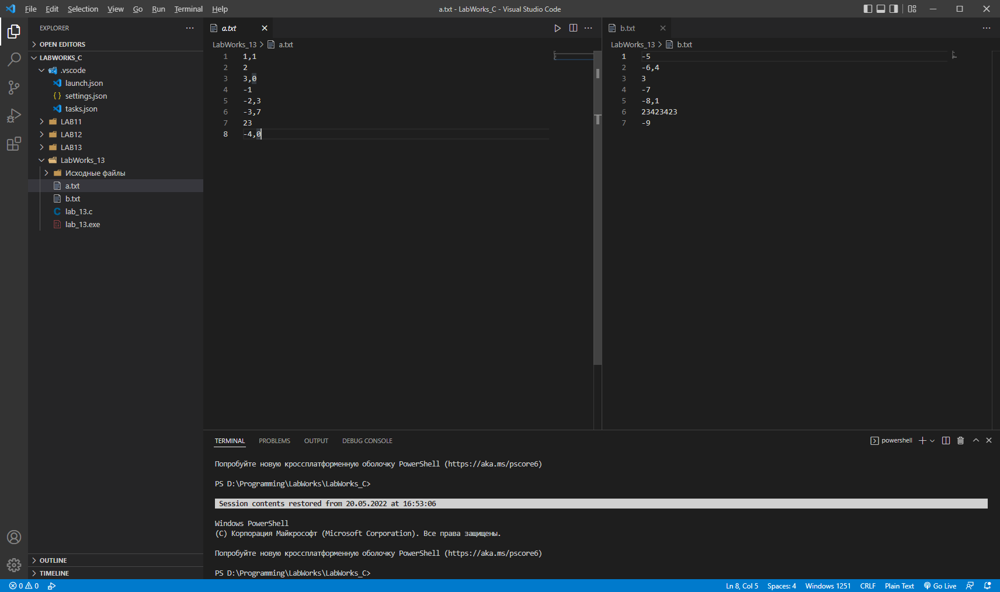 File Edit Selection View Go Run Terminal Help
a.txt - LabWorks_C - Visual Studio Code
EXPLORER
OPEN EDITORS
LABWORKS_C
.vscode
launch.json
{ } settings.json
tasks.json
LAB11
LAB12
LAB13
LabWorks_13
Исходные файлы
a.txt
b.txt
C lab_13.c
lab_13.exe
OUTLINE
TIMELINE
a.txt
LabWorks_13 > a.txt
1 1,1
2 2
3 3,0
4 -1
5 -2,3
6 -3,7
7 23
8 -4,0
b.txt
LabWorks_13 > b.txt
1 -5
2 -6,4
3 3
4 -7
5 -8,1
6 23423423
7 -9
TERMINAL PROBLEMS OUTPUT DEBUG CONSOLE
powershell
Попробуйте новую кроссплатформенную оболочку PowerShell (https://aka.ms/pscore6)
PS D:\Programming\LabWorks\LabWorks_C>
Session contents restored from 20.05.2022 at 16:53:06
Windows PowerShell
(C) Корпорация Майкрософт (Microsoft Corporation). Все права защищены.
Попробуйте новую кроссплатформенную оболочку PowerShell (https://aka.ms/pscore6)
PS D:\Programming\LabWorks\LabWorks_C>
0 0
Ln 8, Col 5 Spaces: 4 Windows 1251 CRLF Plain Text Go Live